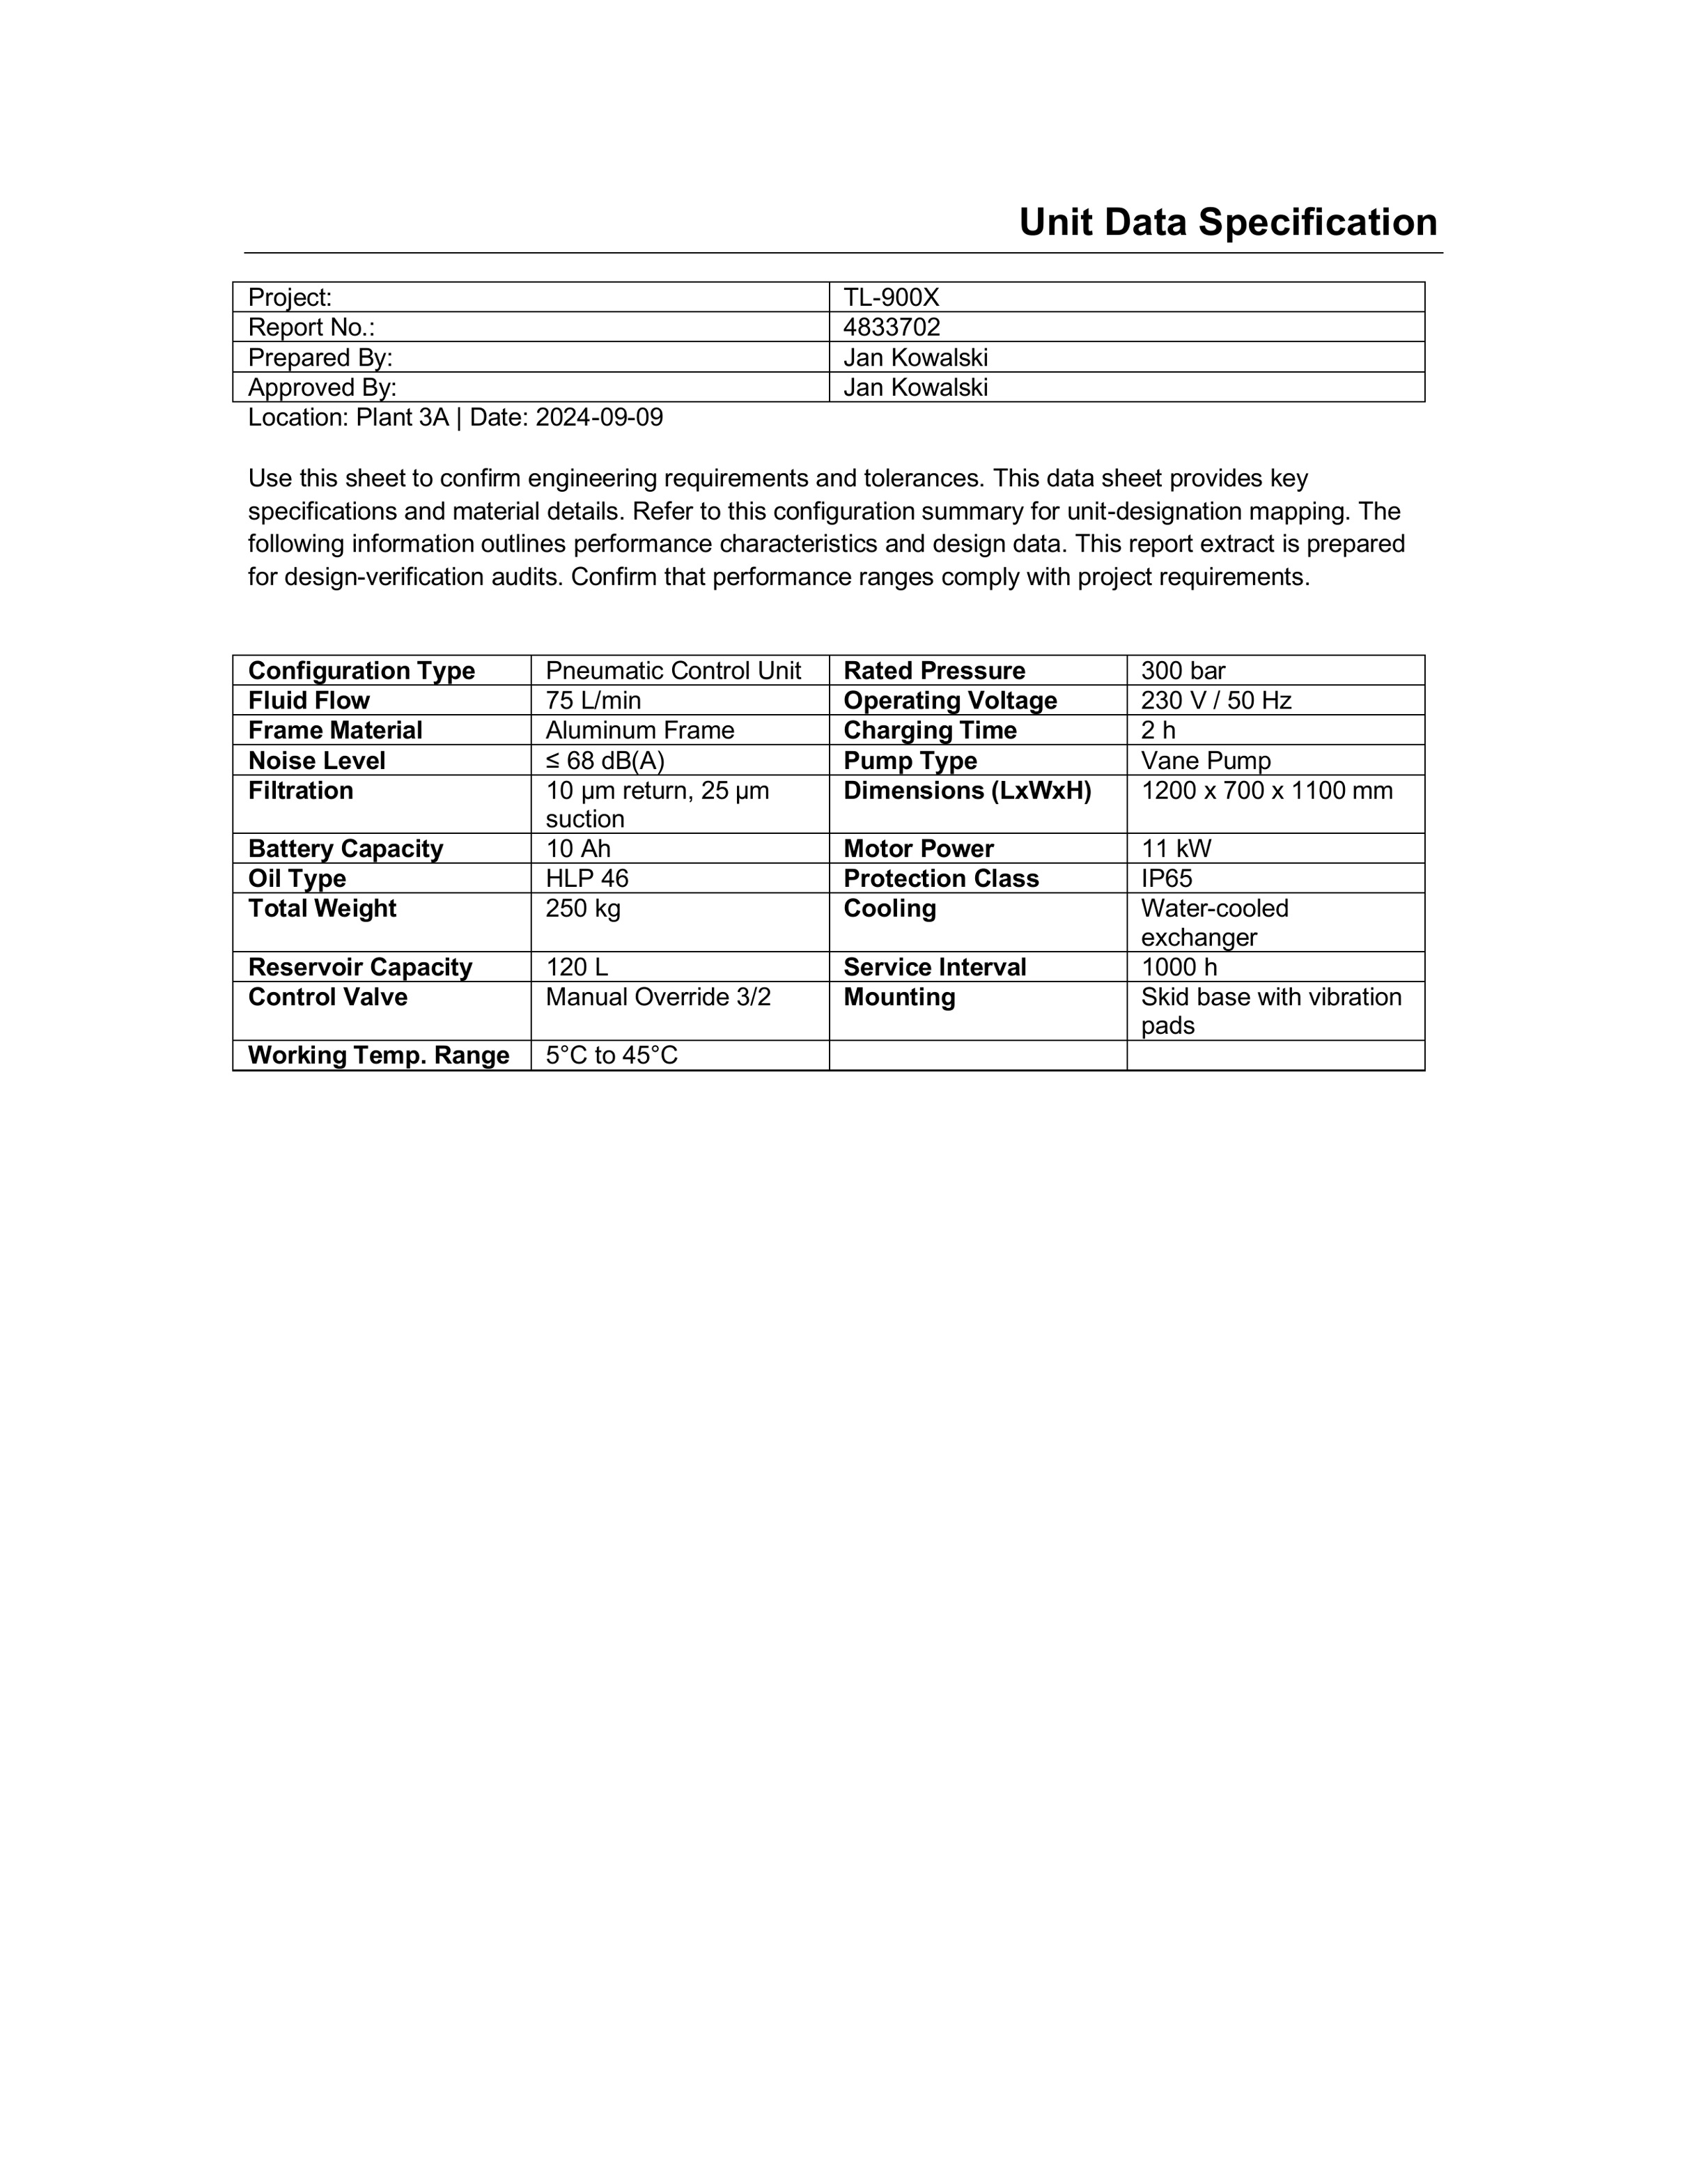 Unit Data Specification
Project: TL-900X
Report No.: 4833702
Prepared By: Jan Kowalski
Approved By: Jan Kowalski
Location: Plant 3A | Date: 2024-09-09
Use this sheet to confirm engineering requirements and tolerances. This data sheet provides key
specifications and material details. Refer to this configuration summary for unit-designation mapping. The
following information outlines performance characteristics and design data. This report extract is prepared
for design-verification audits. Confirm that performance ranges comply with project requirements.
Configuration Type Pneumatic Control Unit Rated Pressure 300 bar
Fluid Flow 75 L/min Operating Voltage 230 V / 50 Hz
Frame Material Aluminum Frame Charging Time 2 h
Noise Level ≤ 68 dB(A) Pump Type Vane Pump
Filtration 10 µm return, 25 µm Dimensions (LxWxH) 1200 x 700 x 1100 mm
suction
Battery Capacity 10 Ah Motor Power 11 kW
Oil Type HLP 46 Protection Class IP65
Total Weight 250 kg Cooling Water-cooled
exchanger
Reservoir Capacity 120 L Service Interval 1000 h
Control Valve Manual Override 3/2 Mounting Skid base with vibration
pads
Working Temp. Range 5°C to 45°C